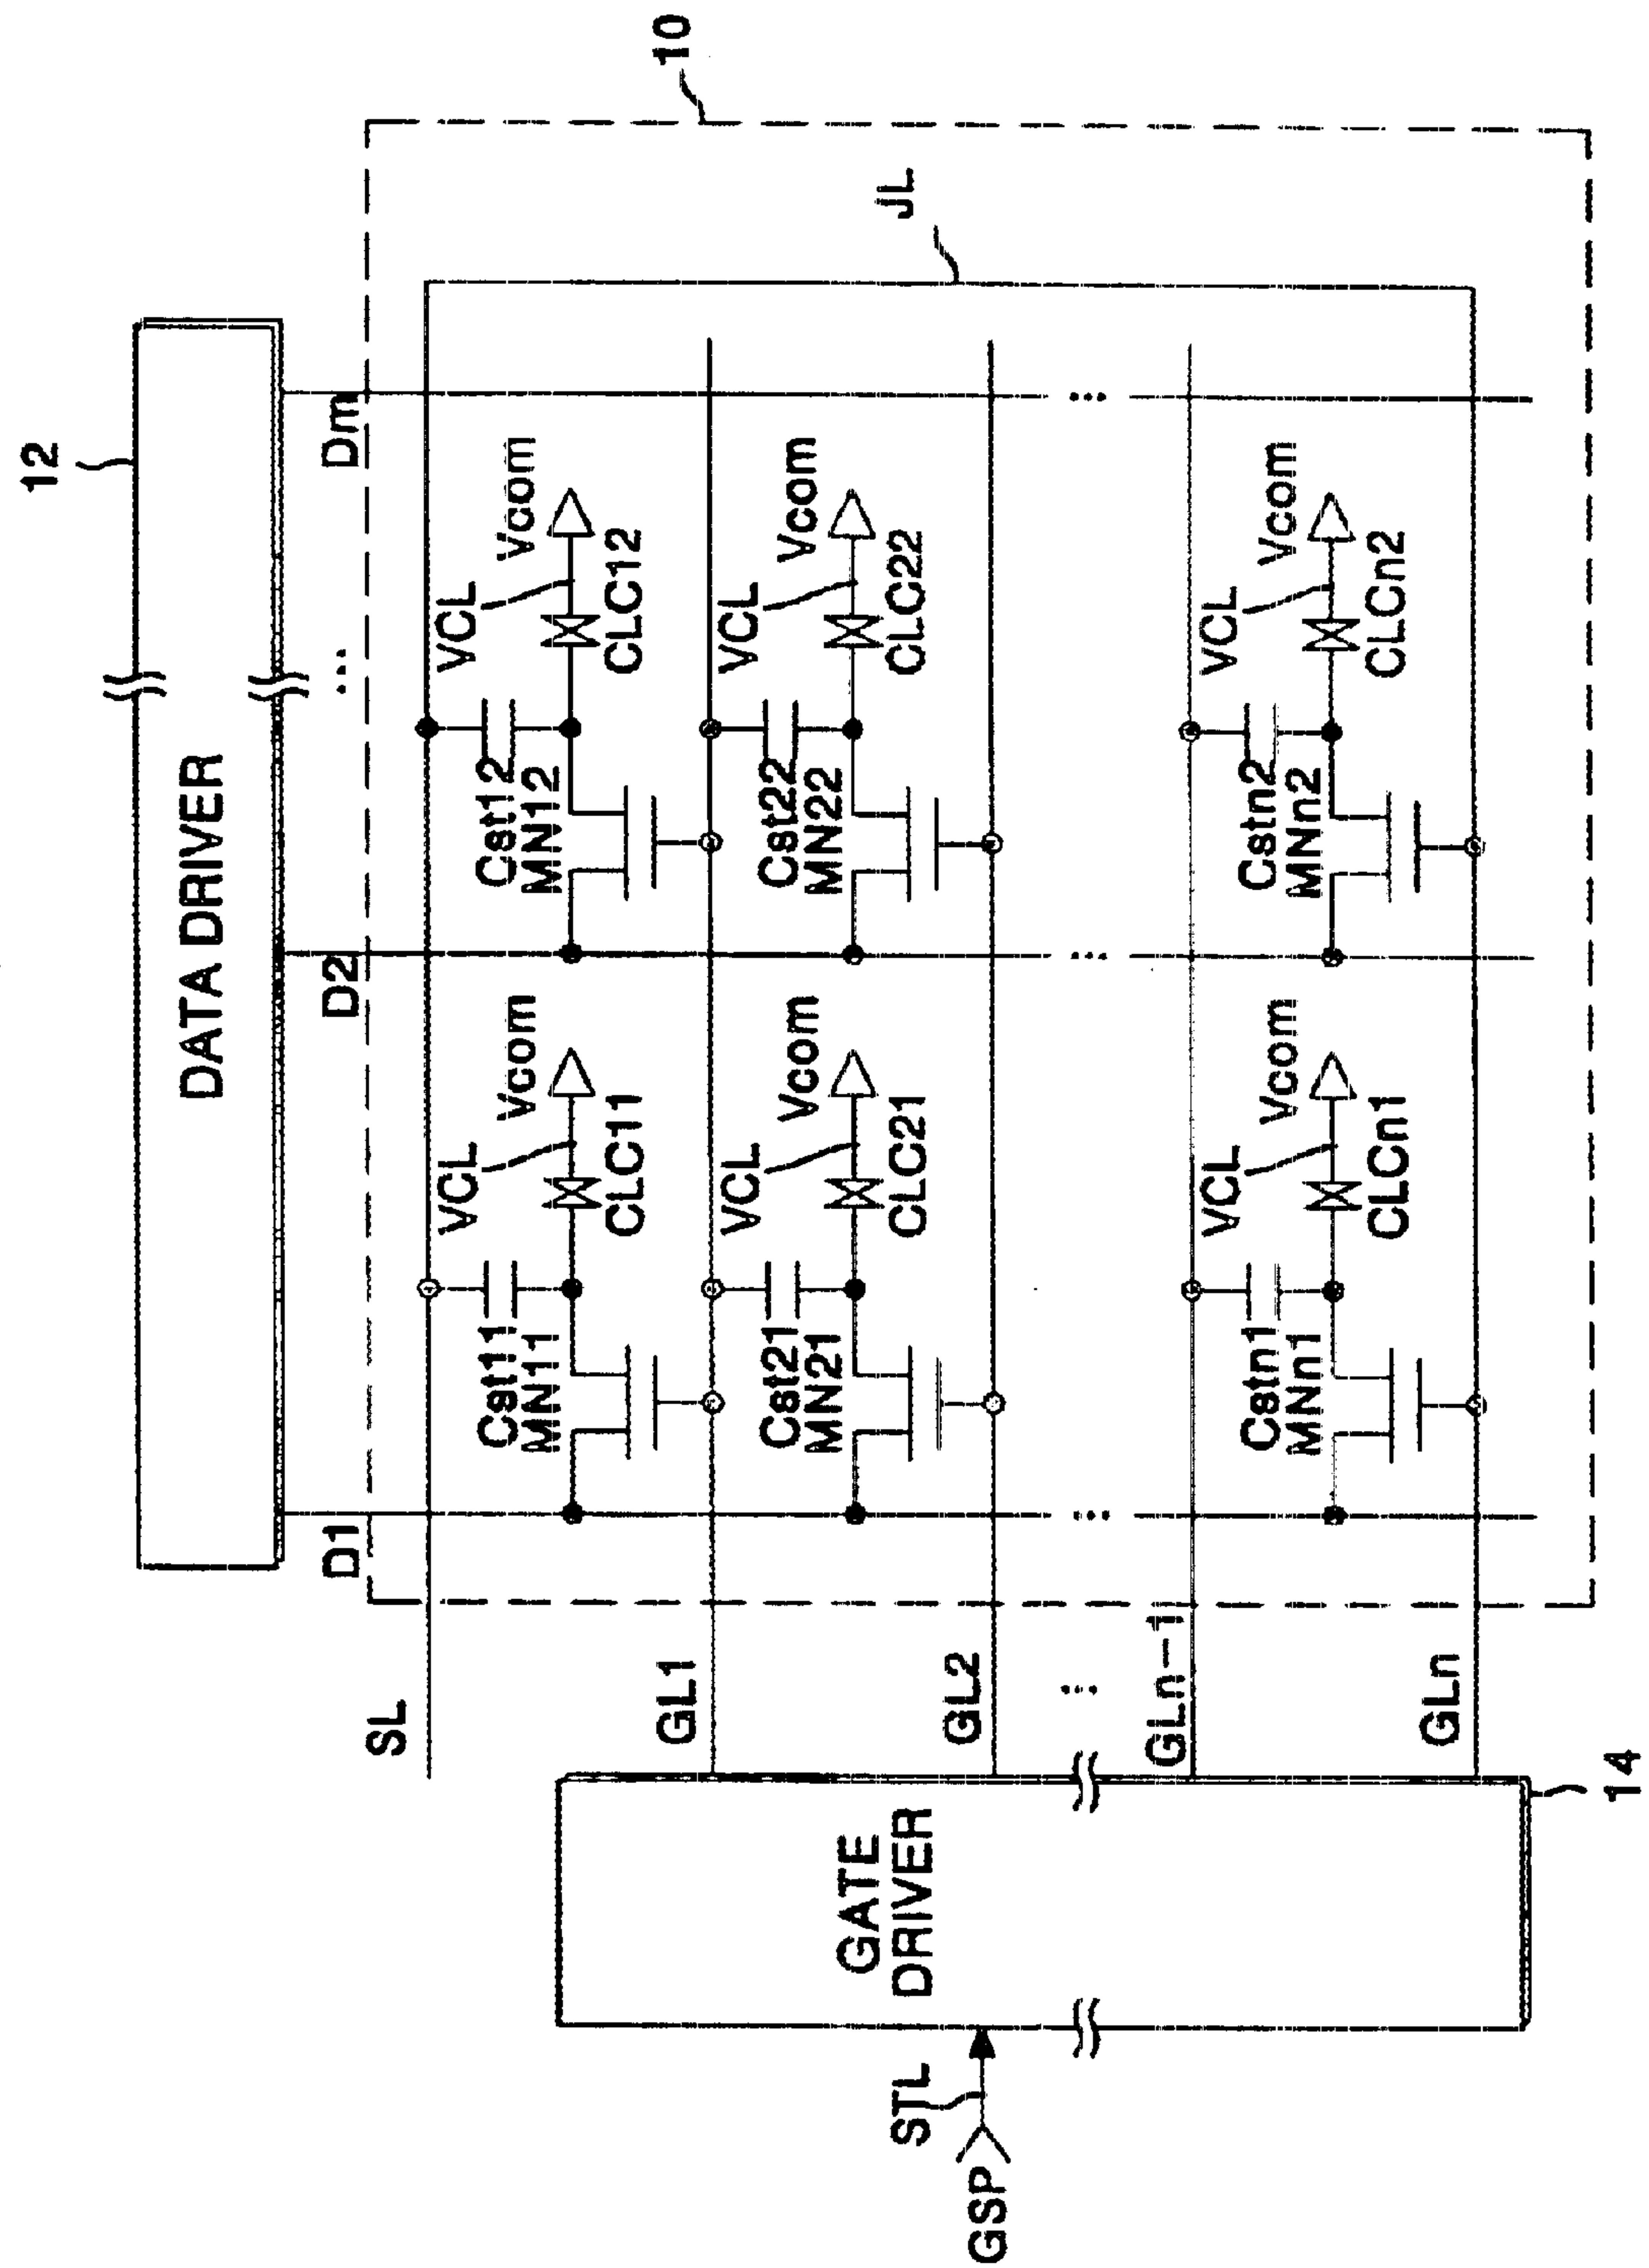 12
DATA DRIVER
10
D1
D2
...
Dm
SL
JL
VCL
Vcom
Cst11
MN11
CLC11
VCL
Vcom
Cst12
MN12
CLC12
GL1
VCL
Vcom
Cst21
MN21
CLC21
VCL
Vcom
Cst22
MN22
CLC22
GATE
DRIVER
STL
GSP
GL2
...
...
...
...
GLn-1
VCL
Vcom
Cstn1
MNn1
CLCn1
VCL
Vcom
Cstn2
MNn2
CLCn2
GLn
14